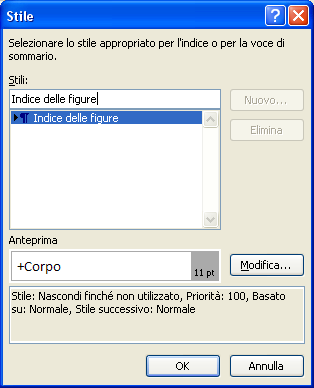 Stile
Selezionare lo stile appropriato per l'indice o per la voce di
sommario.
Stili:
Indice delle figure
Nuovo...
Indice delle figure
Elimina
Anteprima
+Corpo
11 pt
Modifica...
Stile: Nascondi finché non utilizzato, Priorità: 100, Basato
su: Normale, Stile successivo: Normale
OK
Annulla